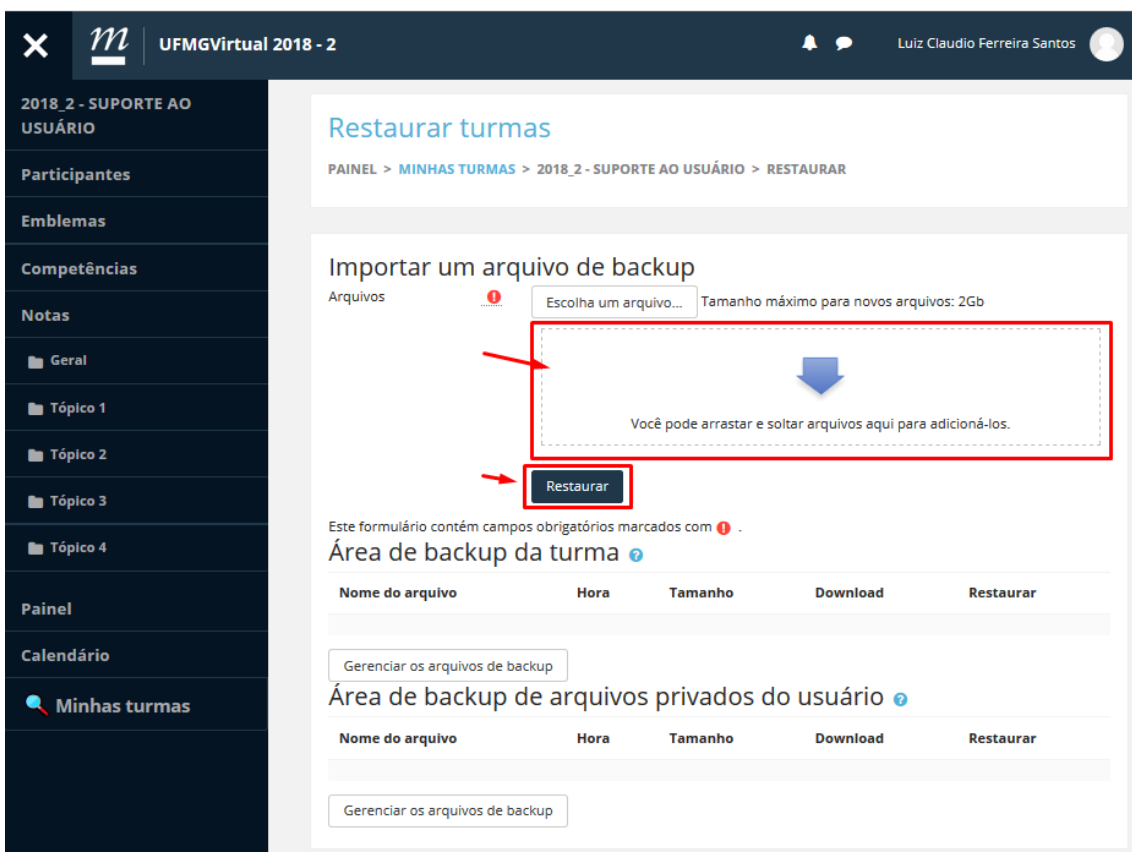 m UFMGVirtual 2018 - 2
Luiz Claudio Ferreira Santos
2018_2 - SUPORTE AO
USUÁRIO
Participantes
Emblemas
Competências
Notas
Geral
Tópico 1
Tópico 2
Tópico 3
Tópico 4
Painel
Calendário
Minhas turmas
Restaurar turmas
PAINEL > MINHAS TURMAS > 2018_2 - SUPORTE AO USUÁRIO > RESTAURAR
Importar um arquivo de backup
Arquivos
Escolha um arquivo... Tamanho máximo para novos arquivos: 2Gb
Você pode arrastar e soltar arquivos aqui para adicioná-los.
Restaurar
Este formulário contém campos obrigatórios marcados com .
Área de backup da turma
Nome do arquivo Hora Tamanho Download Restaurar
Gerenciar os arquivos de backup
Área de backup de arquivos privados do usuário
Nome do arquivo Hora Tamanho Download Restaurar
Gerenciar os arquivos de backup